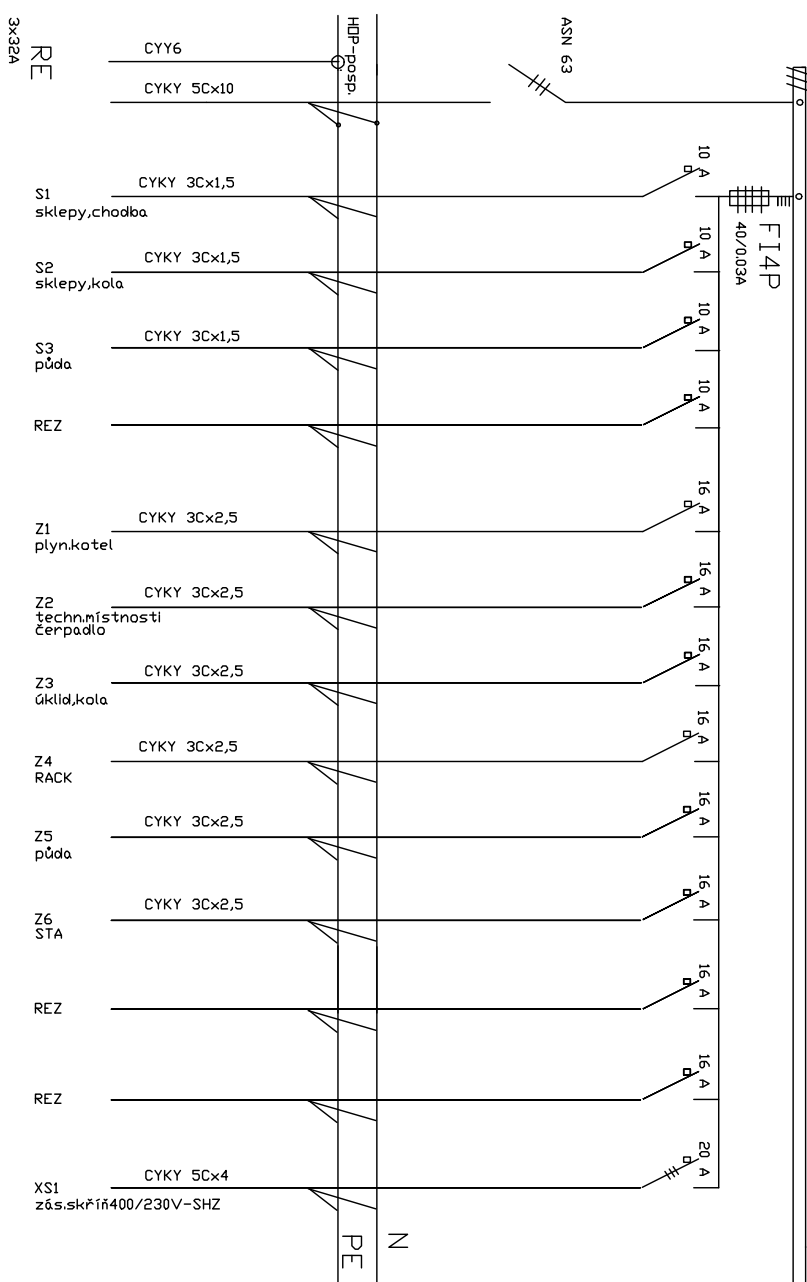 3x32A
RE
CYY6
HOP-posp.
ASN 63
CYKY 5Cx10
10 A
FI4P
40/0.03A
CYKY 3Cx1,5
S1
sklepy,chodba
10 A
CYKY 3Cx1,5
S2
sklepy,kola
10 A
CYKY 3Cx1,5
S3
půda
10 A
REZ
16 A
CYKY 3Cx2,5
Z1
plyn.kotel
16 A
CYKY 3Cx2,5
Z2
techn.místnosti
čerpadlo
16 A
CYKY 3Cx2,5
Z3
úklid,kola
16 A
CYKY 3Cx2,5
Z4
RACK
16 A
CYKY 3Cx2,5
Z5
půda
16 A
CYKY 3Cx2,5
Z6
STA
16 A
REZ
16 A
REZ
20 A
CYKY 5Cx4
XS1
zás.skříň400/230V-SHZ
N
PE